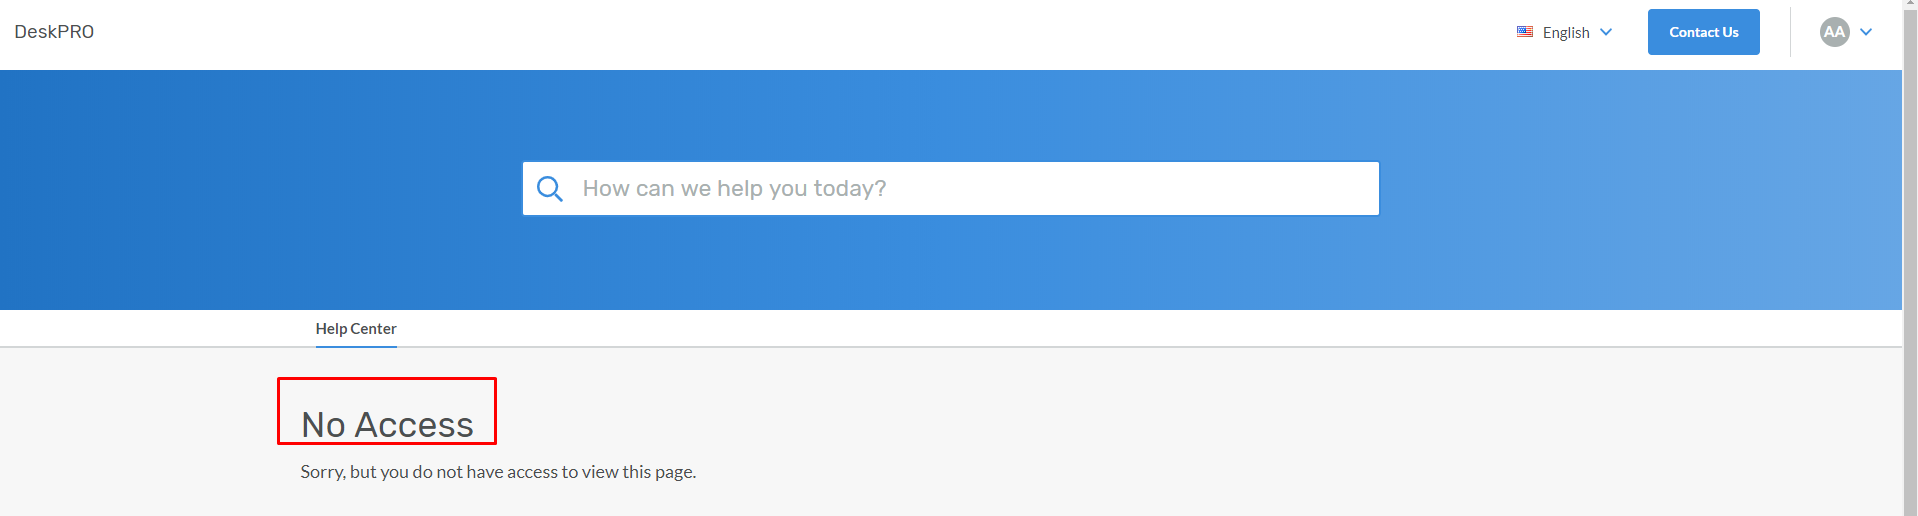 DeskPRO
English
Contact Us
AA
How can we help you today?
Help Center
No Access
Sorry, but you do not have access to view this page.